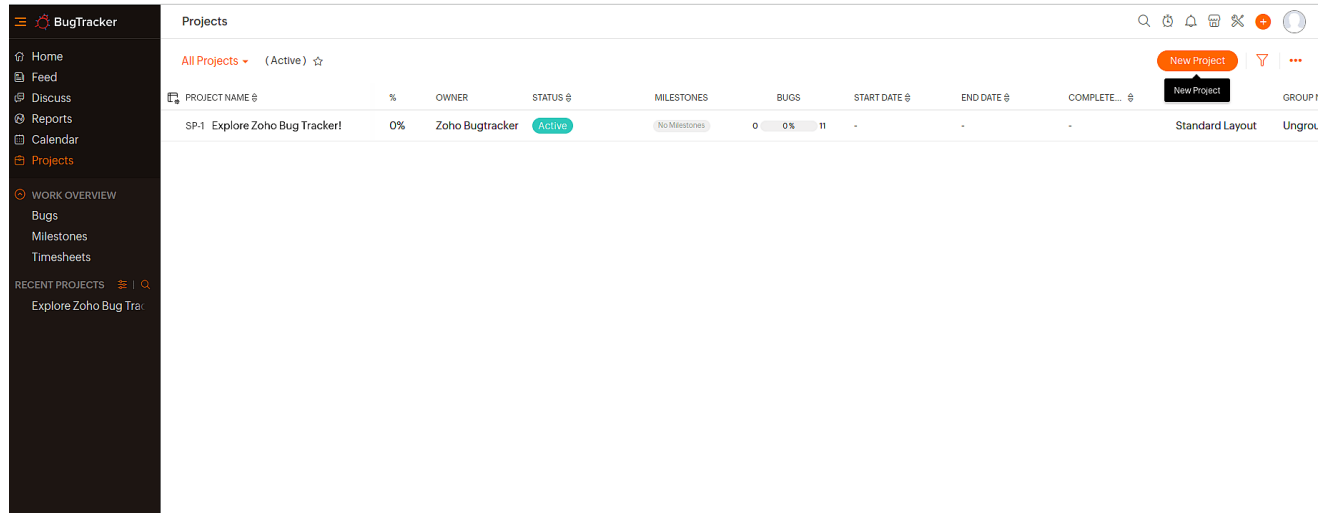 BugTracker
Projects
Home
Feed
Discuss
Reports
Calendar
Projects
WORK OVERVIEW
Bugs
Milestones
Timesheets
RECENT PROJECTS
Explore Zoho Bug Trac
All Projects (Active)
New Project
New Project
PROJECT NAME % OWNER STATUS MILESTONES BUGS START DATE END DATE COMPLETE... GROUP N
SP-1 Explore Zoho Bug Tracker! 0% Zoho Bugtracker Active No Milestones 0 0% 11 - - - Standard Layout Ungrou